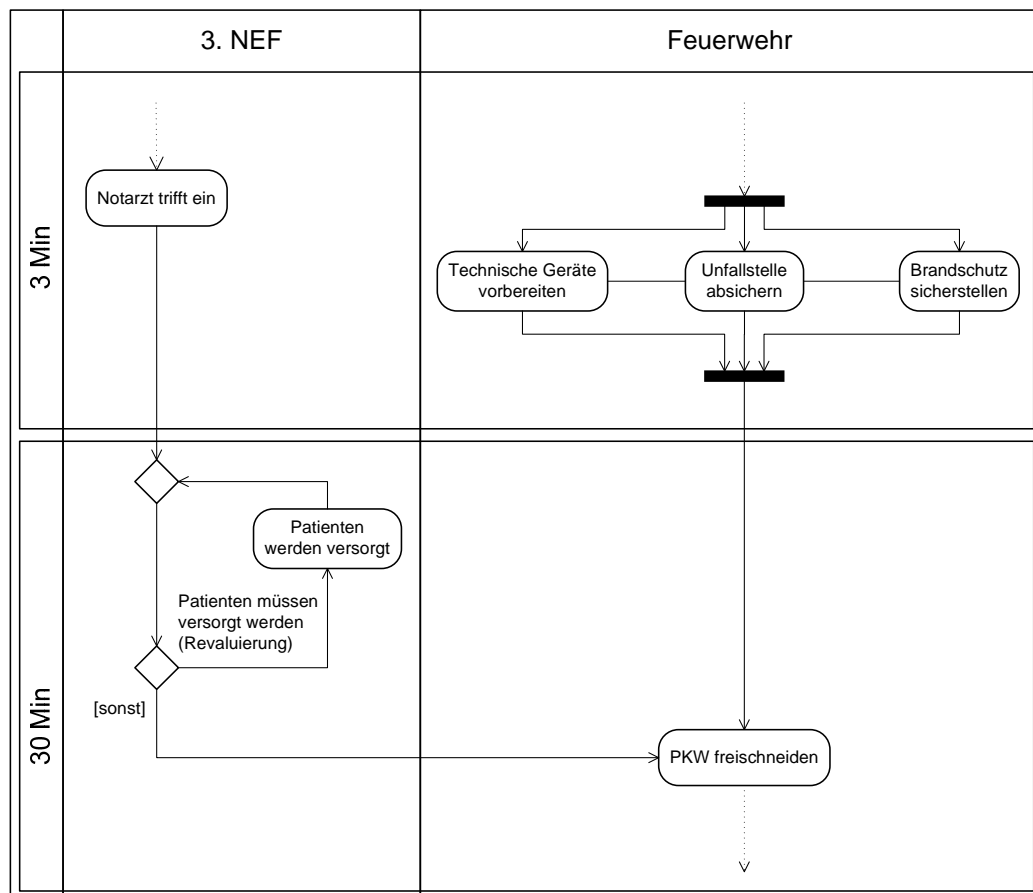 3. NEF
Feuerwehr
3 Min
Notarzt trifft ein
Technische Geräte
vorbereiten
Unfallstelle
absichern
Brandschutz
sicherstellen
30 Min
Patienten
werden versorgt
Patienten müssen
versorgt werden
(Revaluierung)
[sonst]
PKW freischneiden